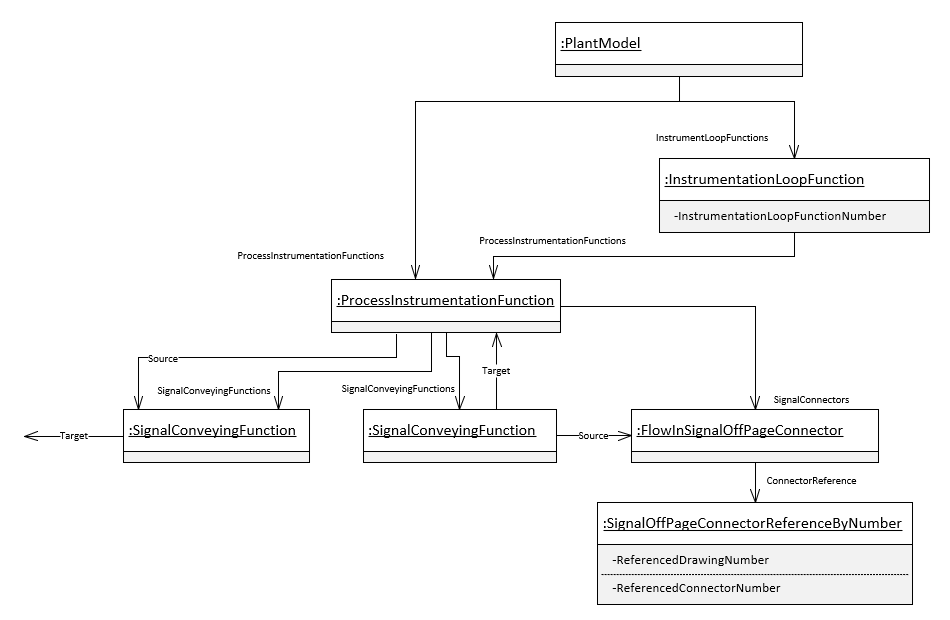 :PlantModel
InstrumentLoopFunctions
:InstrumentationLoopFunction
-InstrumentationLoopFunctionNumber
ProcessInstrumentationFunctions
ProcessInstrumentationFunctions
:ProcessInstrumentationFunction
Source
Target
SignalConveyingFunctions
SignalConveyingFunctions
SignalConnectors
:SignalConveyingFunction
:SignalConveyingFunction
:FlowInSignalOffPageConnector
Target
Source
ConnectorReference
:SignalOffPageConnectorReferenceByNumber
-ReferencedDrawingNumber
-ReferencedConnectorNumber